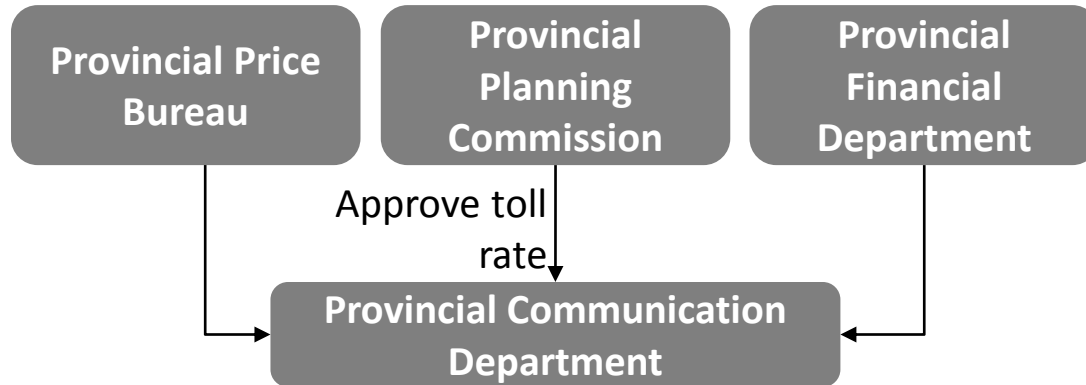 Provincial Price
Bureau
Provincial
Planning
Commission
Provincial
Financial
Department
Approve toll
rate
Provincial Communication
Department